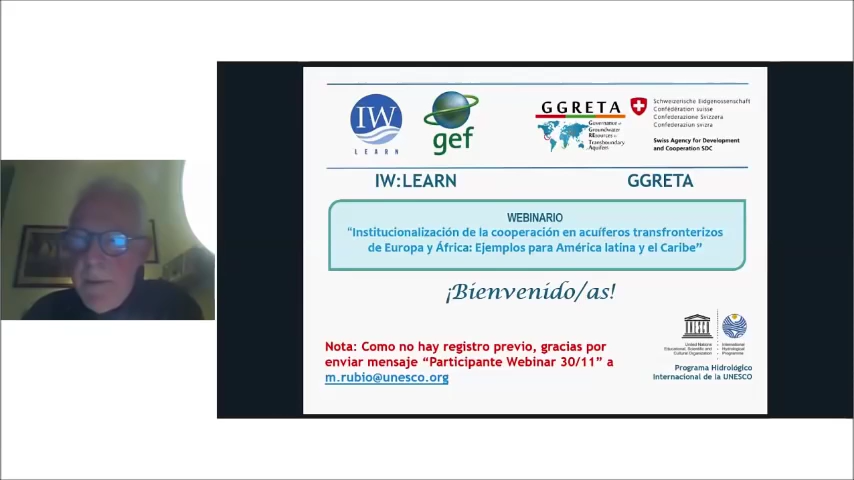 IW
LEARN
gef
GGRETA
Governance of
Groundwater
REsources in
Transboundary
Aquifers
Schweizerische Eidgenossenschaft
Confédération suisse
Confederazione Svizzera
Confederaziun svizra
Swiss Agency for Development
and Cooperation SDC
IW:LEARN
GGRETA
WEBINARIO
“Institucionalización de la cooperación en acuíferos transfronterizos
de Europa y África: Ejemplos para América latina y el Caribe”
¡Bienvenido/as!
Nota: Como no hay registro previo, gracias por
enviar mensaje “Participante Webinar 30/11” a
m.rubio@unesco.org
United Nations
Educational, Scientific and
Cultural Organization
International
Hydrological
Programme
Programa Hidrológico
Internacional de la UNESCO